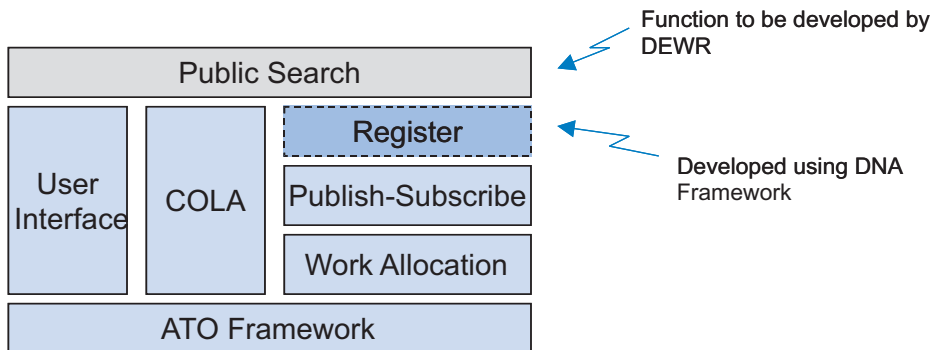 Function to be developed by
DEWR
Public Search
Register
User
Interface
COLA
Publish-Subscribe
Developed using DNA
Framework
Work Allocation
ATO Framework